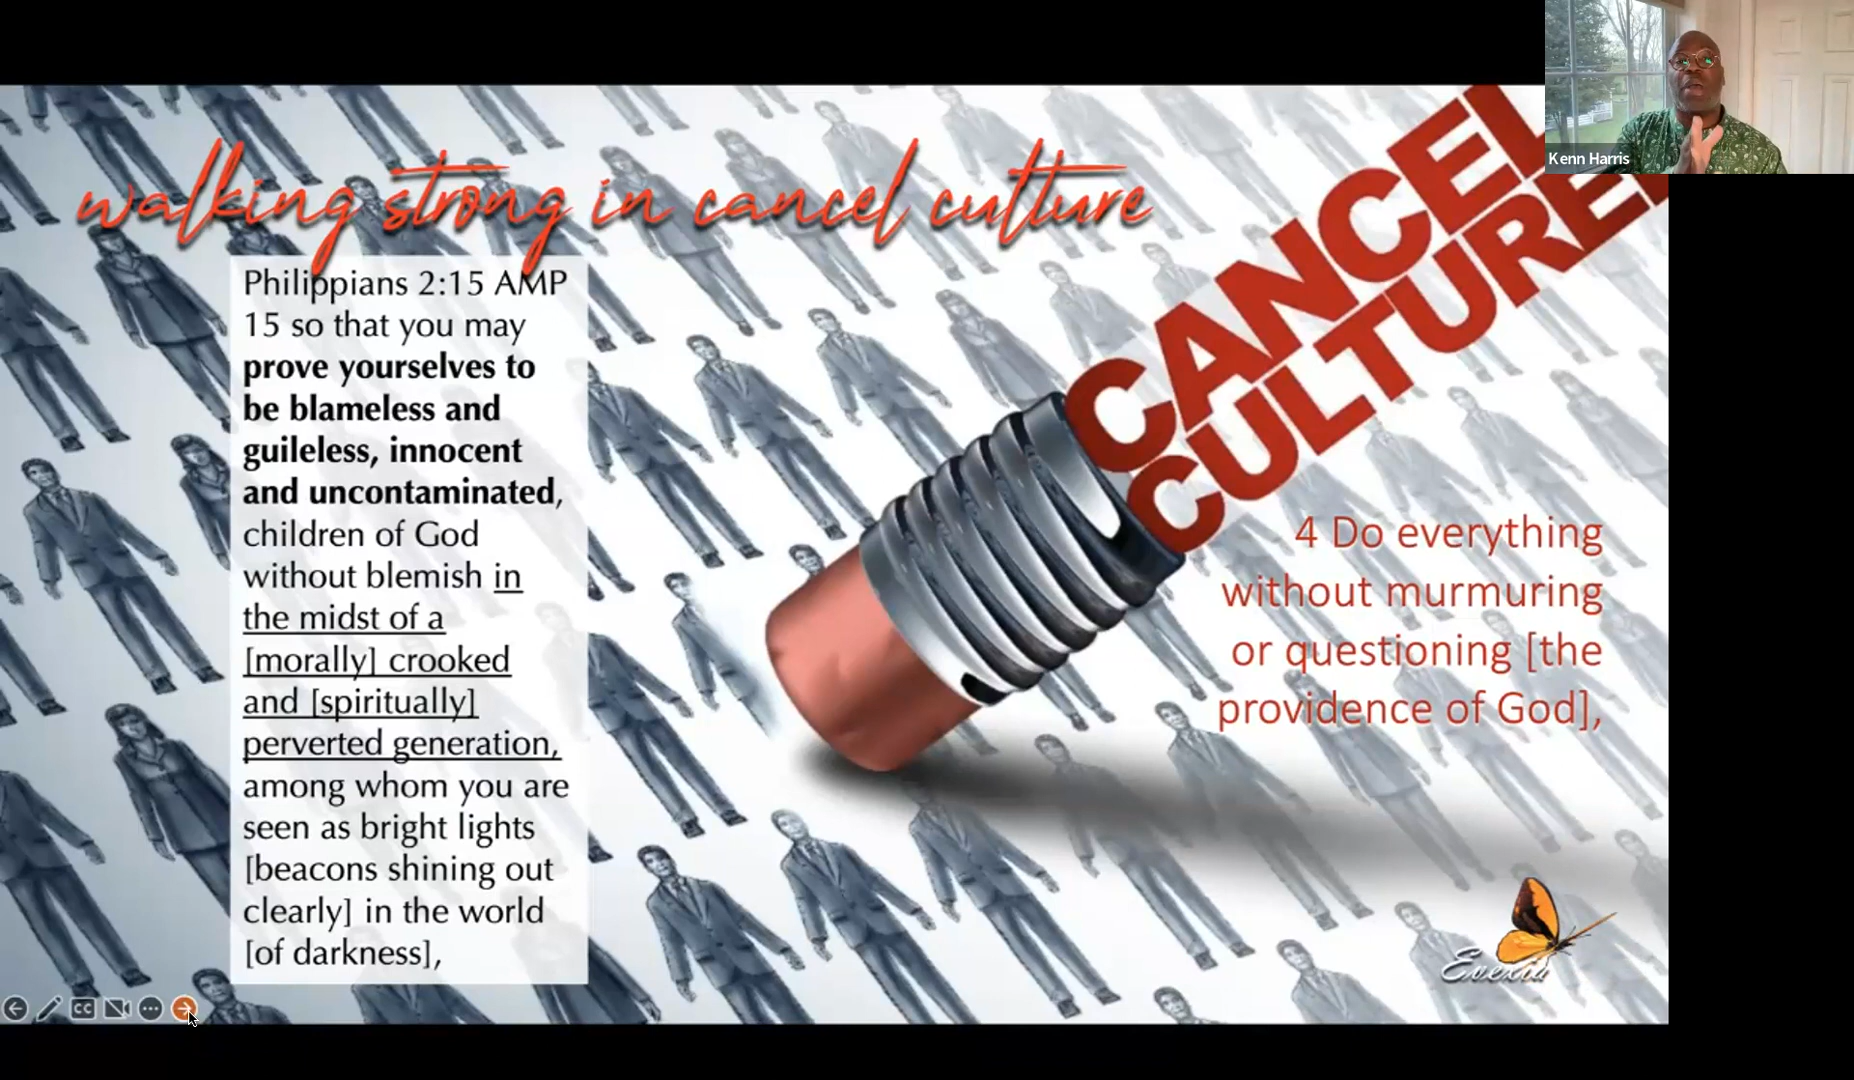 Kenn Harris
walking strong in cancel culture
CANCEL
CULTURE
Philippians 2:15 AMP
15 so that you may
prove yourselves to
be blameless and
guileless, innocent
and uncontaminated,
children of God
without blemish in
the midst of a
[morally] crooked
and [spiritually]
perverted generation,
among whom you are
seen as bright lights
[beacons shining out
clearly] in the world
[of darkness],
4 Do everything
without murmuring
or questioning [the
providence of God],
Evexia
CC